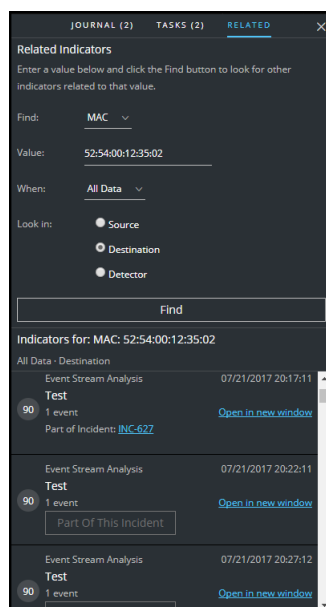 JOURNAL (2) TASKS (2) RELATED
Related Indicators
Enter a value below and click the Find button to look for other
indicators related to that value.
Find: MAC
Value: 52:54:00:12:35:02
When: All Data
Look in: Source
Destination
Detector
Find
Indicators for: MAC: 52:54:00:12:35:02
All Data - Destination
Event Stream Analysis 07/21/2017 20:17:11
Test
90 1 event Open in new window
Part of Incident: INC-627
Event Stream Analysis 07/21/2017 20:22:11
Test
90 1 event Open in new window
Part Of This Incident
Event Stream Analysis 07/21/2017 20:27:12
Test
90 1 event Open in new window